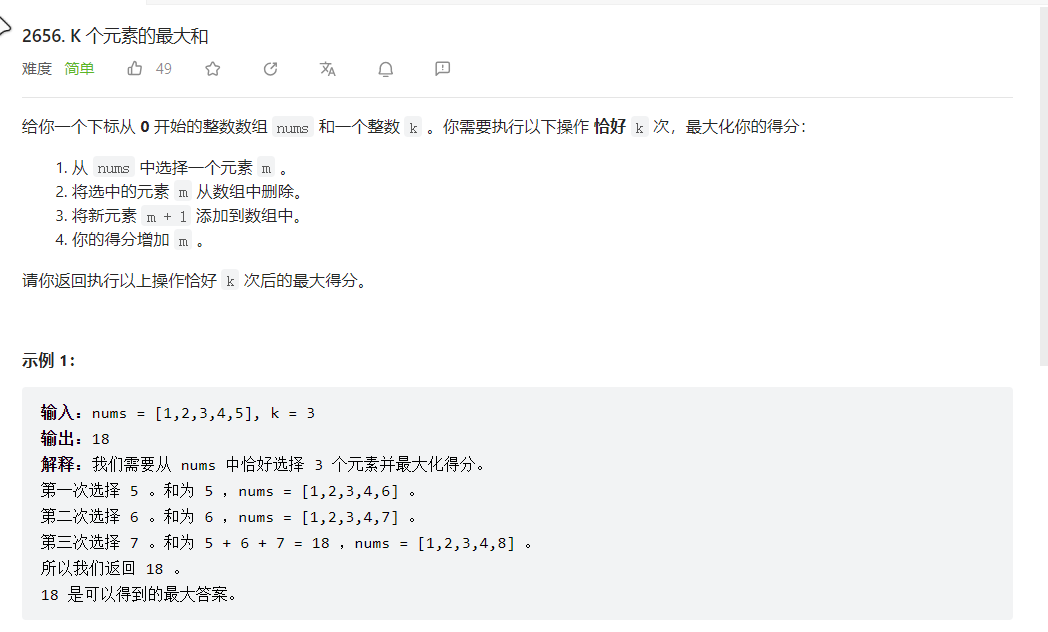 2656. K 个元素的最大和
难度 简单 49
给你一个下标从 0 开始的整数数组 nums 和一个整数 k 。你需要执行以下操作 恰好 k 次，最大化你的得分：
1. 从 nums 中选择一个元素 m 。
2. 将选中的元素 m 从数组中删除。
3. 将新元素 m + 1 添加到数组中。
4. 你的得分增加 m 。
请你返回执行以上操作恰好 k 次后的最大得分。
示例 1：
输入：nums = [1,2,3,4,5], k = 3
输出：18
解释：我们需要从 nums 中恰好选择 3 个元素并最大化得分。
第一次选择 5 。和为 5 ，nums = [1,2,3,4,6] 。
第二次选择 6 。和为 6 ，nums = [1,2,3,4,7] 。
第三次选择 7 。和为 5 + 6 + 7 = 18 ，nums = [1,2,3,4,8] 。
所以我们返回 18 。
18 是可以得到的最大答案。